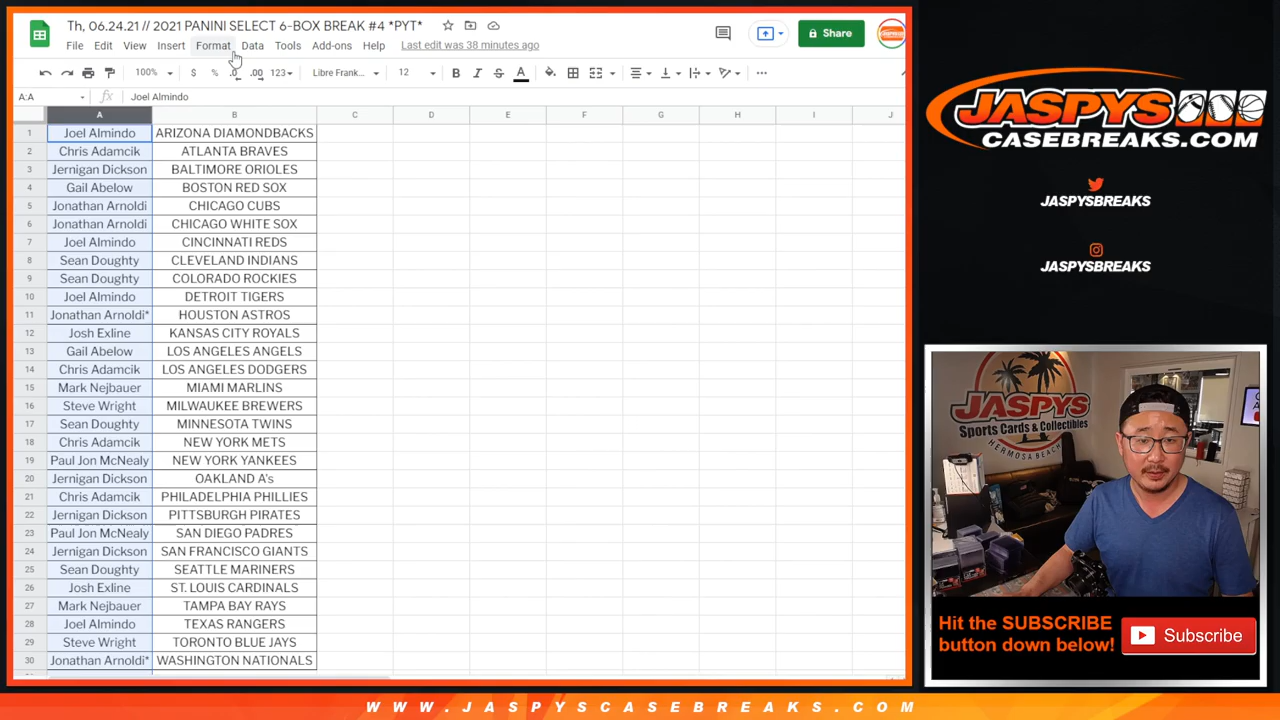 Th, 06.24.21 // 2021 PANINI SELECT 6-BOX BREAK #4 *PYT*
File Edit View Insert Format Data Tools Add-ons Help Last edit was 38 minutes ago
Share
100% $ % .0 .00 123 Libre Frank... 12 B I S A
A:A fx Joel Almindo
A B C D E F G H I J
1 Joel Almindo ARIZONA DIAMONDBACKS
2 Chris Adamcik ATLANTA BRAVES
3 Jernigan Dickson BALTIMORE ORIOLES
4 Gail Abelow BOSTON RED SOX
5 Jonathan Arnoldi CHICAGO CUBS
6 Jonathan Arnoldi CHICAGO WHITE SOX
7 Joel Almindo CINCINNATI REDS
8 Sean Doughty CLEVELAND INDIANS
9 Sean Doughty COLORADO ROCKIES
10 Joel Almindo DETROIT TIGERS
11 Jonathan Arnoldi* HOUSTON ASTROS
12 Josh Exline KANSAS CITY ROYALS
13 Gail Abelow LOS ANGELES ANGELS
14 Chris Adamcik LOS ANGELES DODGERS
15 Mark Nejbauer MIAMI MARLINS
16 Steve Wright MILWAUKEE BREWERS
17 Sean Doughty MINNESOTA TWINS
18 Chris Adamcik NEW YORK METS
19 Paul Jon McNealy NEW YORK YANKEES
20 Jernigan Dickson OAKLAND A's
21 Chris Adamcik PHILADELPHIA PHILLIES
22 Jernigan Dickson PITTSBURGH PIRATES
23 Paul Jon McNealy SAN DIEGO PADRES
24 Jernigan Dickson SAN FRANCISCO GIANTS
25 Sean Doughty SEATTLE MARINERS
26 Josh Exline ST. LOUIS CARDINALS
27 Mark Nejbauer TAMPA BAY RAYS
28 Joel Almindo TEXAS RANGERS
29 Steve Wright TORONTO BLUE JAYS
30 Jonathan Arnoldi* WASHINGTON NATIONALS
JASPYS
CASEBREAKS.COM
JASPYSBREAKS
JASPYSBREAKS
JASPYS
Sports Cards & Collectibles
HERMOSA BEACH
Hit the SUBSCRIBE
button down below!
Subscribe
WWW.JASPYSCASEBREAKS.COM